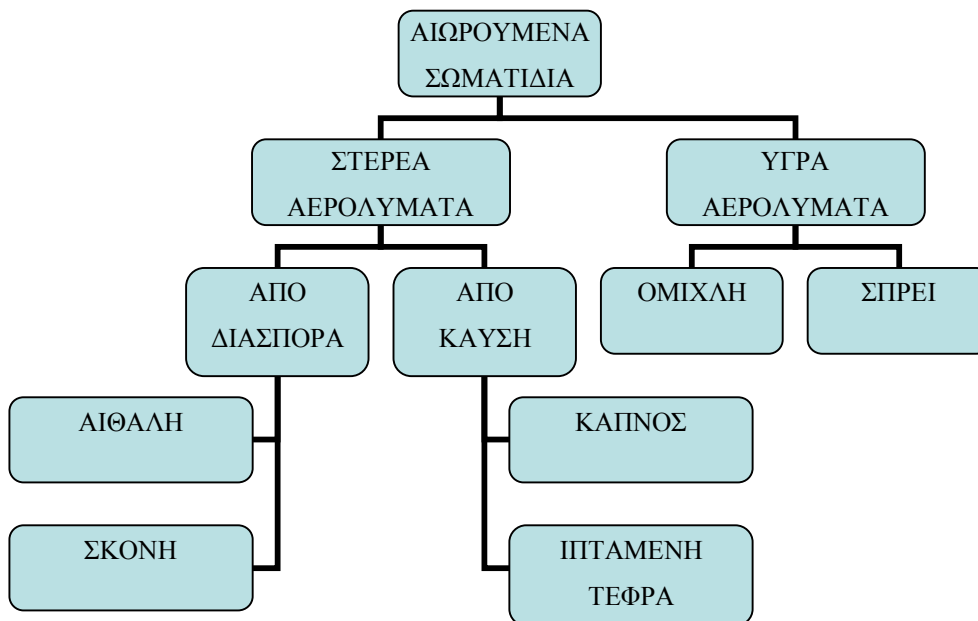 ΑΙΩΡΟΥΜΕΝΑ
ΣΩΜΑΤΙΔΙΑ
ΣΤΕΡΕΑ
ΑΕΡΟΛΥΜΑΤΑ
ΥΓΡΑ
ΑΕΡΟΛΥΜΑΤΑ
ΑΠΟ
ΔΙΑΣΠΟΡΑ
ΑΠΟ
ΚΑΥΣΗ
ΟΜΙΧΛΗ
ΣΠΡΕΙ
ΑΙΘΑΛΗ
ΚΑΠΝΟΣ
ΣΚΟΝΗ
ΙΠΤΑΜΕΝΗ
ΤΕΦΡΑ